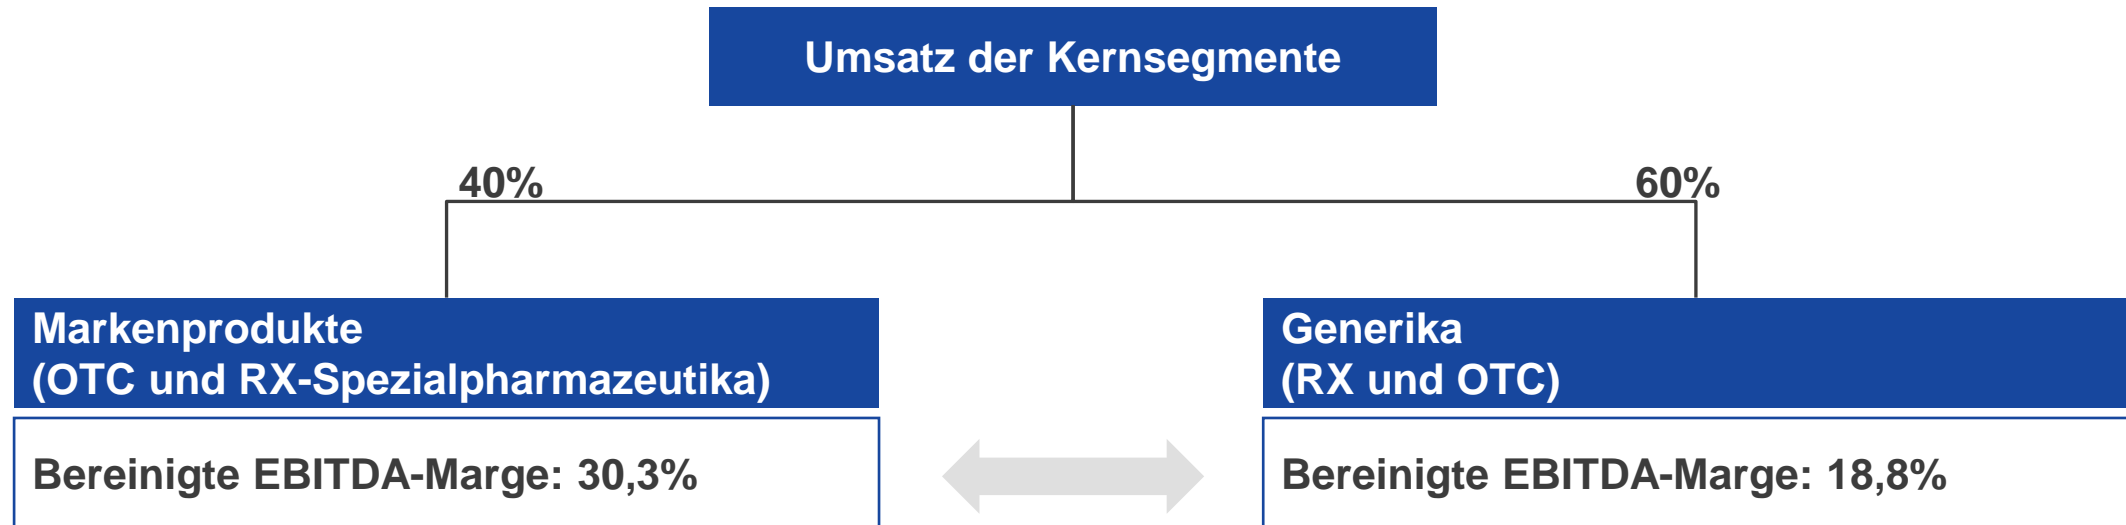 Umsatz der Kernsegmente
40%
60%
Markenprodukte
(OTC und RX-Spezialpharmazeutika)
Generika
(RX und OTC)
Bereinigte EBITDA-Marge: 30,3%
Bereinigte EBITDA-Marge: 18,8%